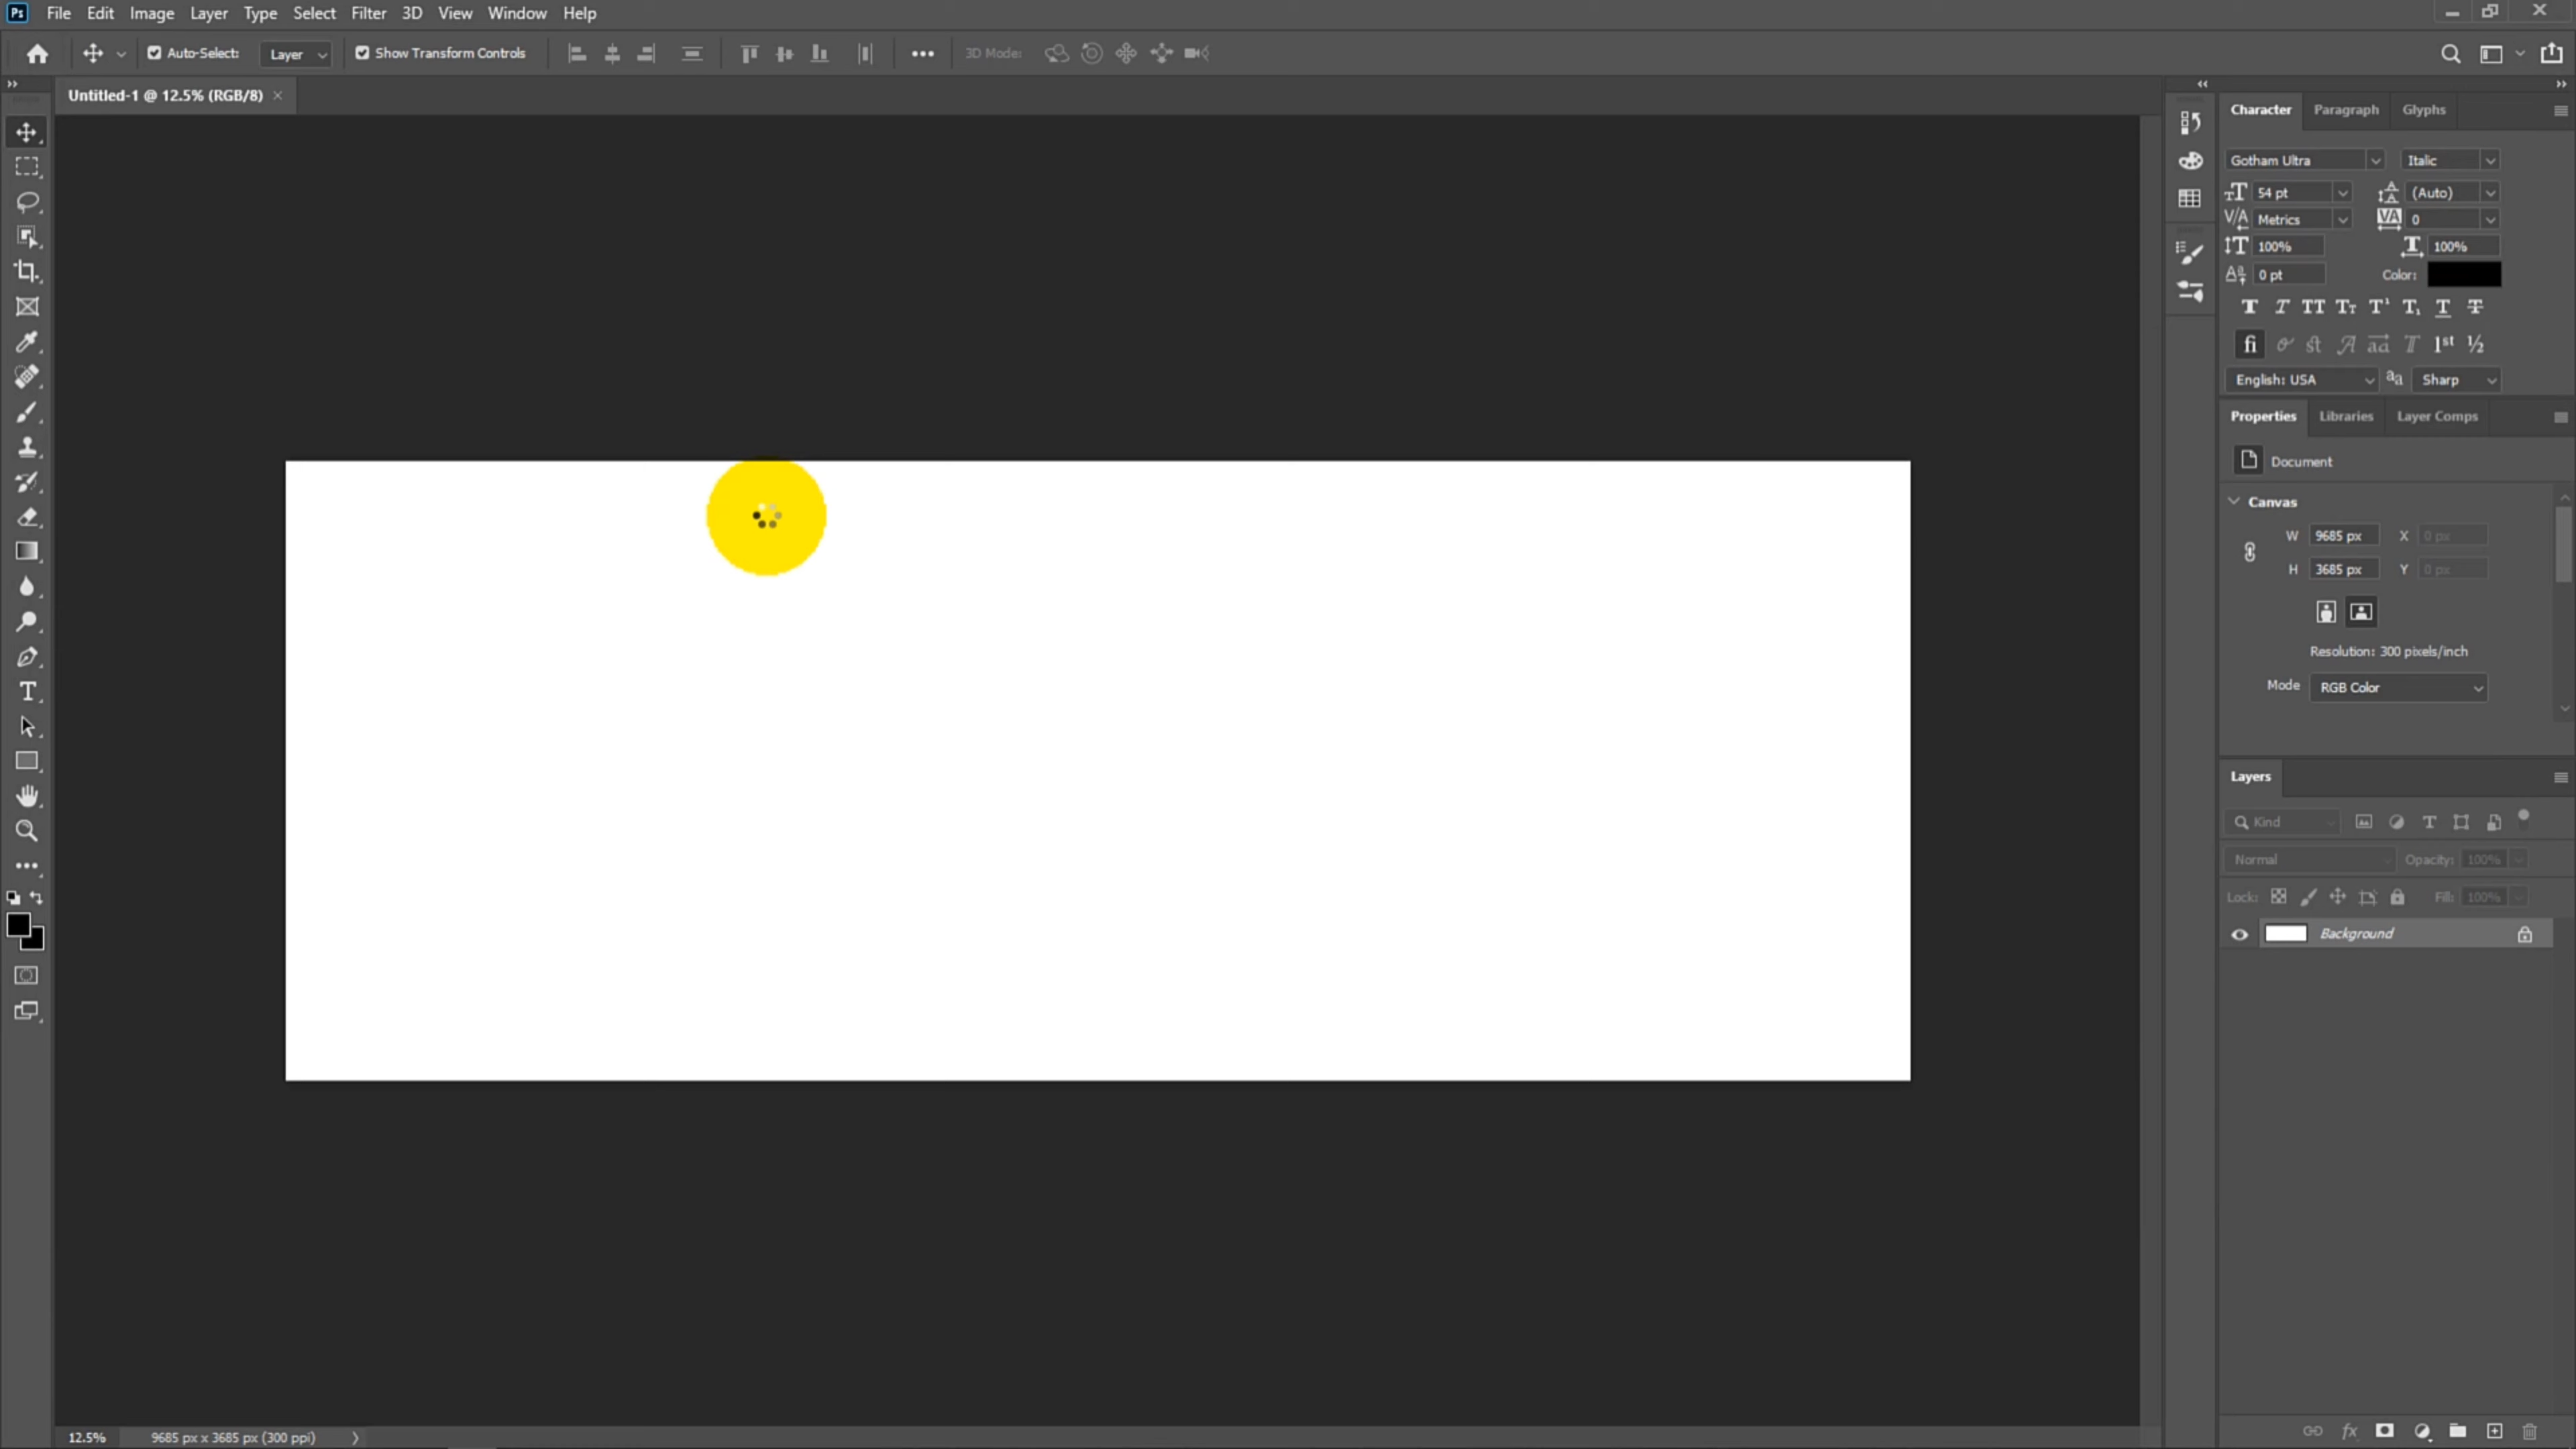 Ps File Edit Image Layer Type Select Filter 3D View Window Help
Auto-Select: Layer Show Transform Controls 3D Mode:
Untitled-1 @ 12.5% (RGB/8) ×
Character Paragraph Glyphs
Gotham Ultra Italic
54 pt (Auto)
Metrics 0
100% 100%
0 pt Color:
English: USA Sharp
Properties Libraries Layer Comps
Document
Canvas
W 9685 px X 0 px
H 3685 px Y 0 px
Resolution: 300 pixels/inch
Mode RGB Color
Layers
Kind
Normal Opacity: 100%
Lock: Fill: 100%
Background
12.5% 9685 px x 3685 px (300 ppi)